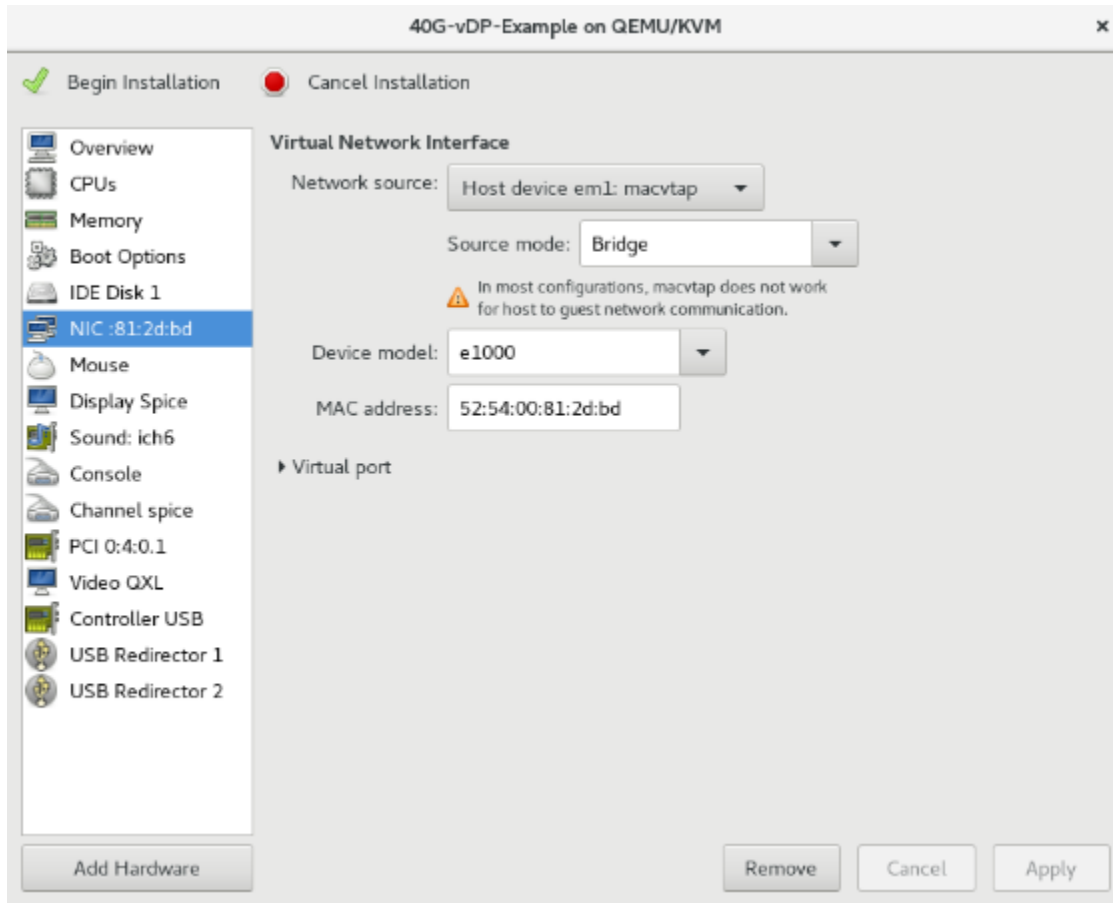 40G-vDP-Example on QEMU/KVM
Begin Installation
Cancel Installation
Overview
CPUs
Memory
Boot Options
IDE Disk 1
NIC :81:2d:bd
Mouse
Display Spice
Sound: ich6
Console
Channel spice
PCI 0:4:0.1
Video QXL
Controller USB
USB Redirector 1
USB Redirector 2
Add Hardware
Virtual Network Interface
Network source: Host device em1: macvtap
Source mode: Bridge
In most configurations, macvtap does not work
for host to guest network communication.
Device model: e1000
MAC address: 52:54:00:81:2d:bd
Virtual port
Remove
Cancel
Apply